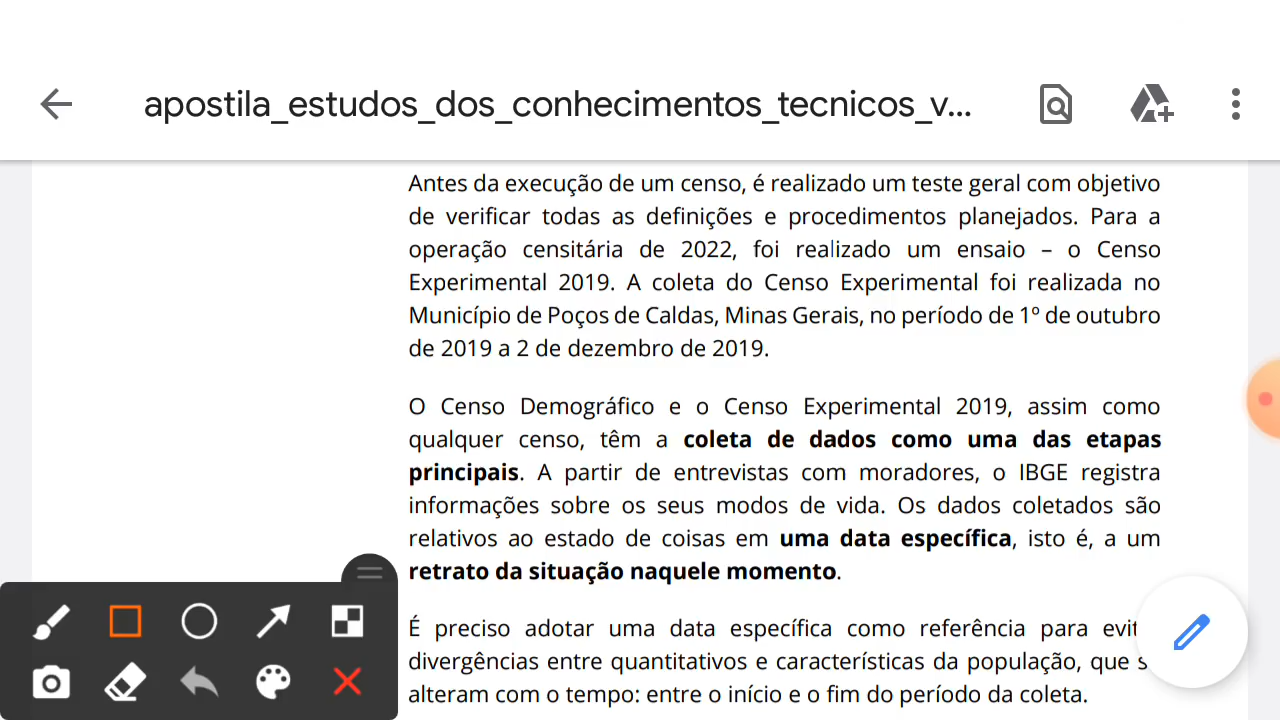 apostila_estudos_dos_conhecimentos_tecnicos_v...
Antes da execução de um censo, é realizado um teste geral com objetivo
de verificar todas as definições e procedimentos planejados. Para a
operação censitária de 2022, foi realizado um ensaio – o Censo
Experimental 2019. A coleta do Censo Experimental foi realizada no
Município de Poços de Caldas, Minas Gerais, no período de 1º de outubro
de 2019 a 2 de dezembro de 2019.
O Censo Demográfico e o Censo Experimental 2019, assim como
qualquer censo, têm a coleta de dados como uma das etapas
principais. A partir de entrevistas com moradores, o IBGE registra
informações sobre os seus modos de vida. Os dados coletados são
relativos ao estado de coisas em uma data específica, isto é, a um
retrato da situação naquele momento.
É preciso adotar uma data específica como referência para
divergências entre quantitativos e características da população, que
alteram com o tempo: entre o início e o fim do período da coleta.